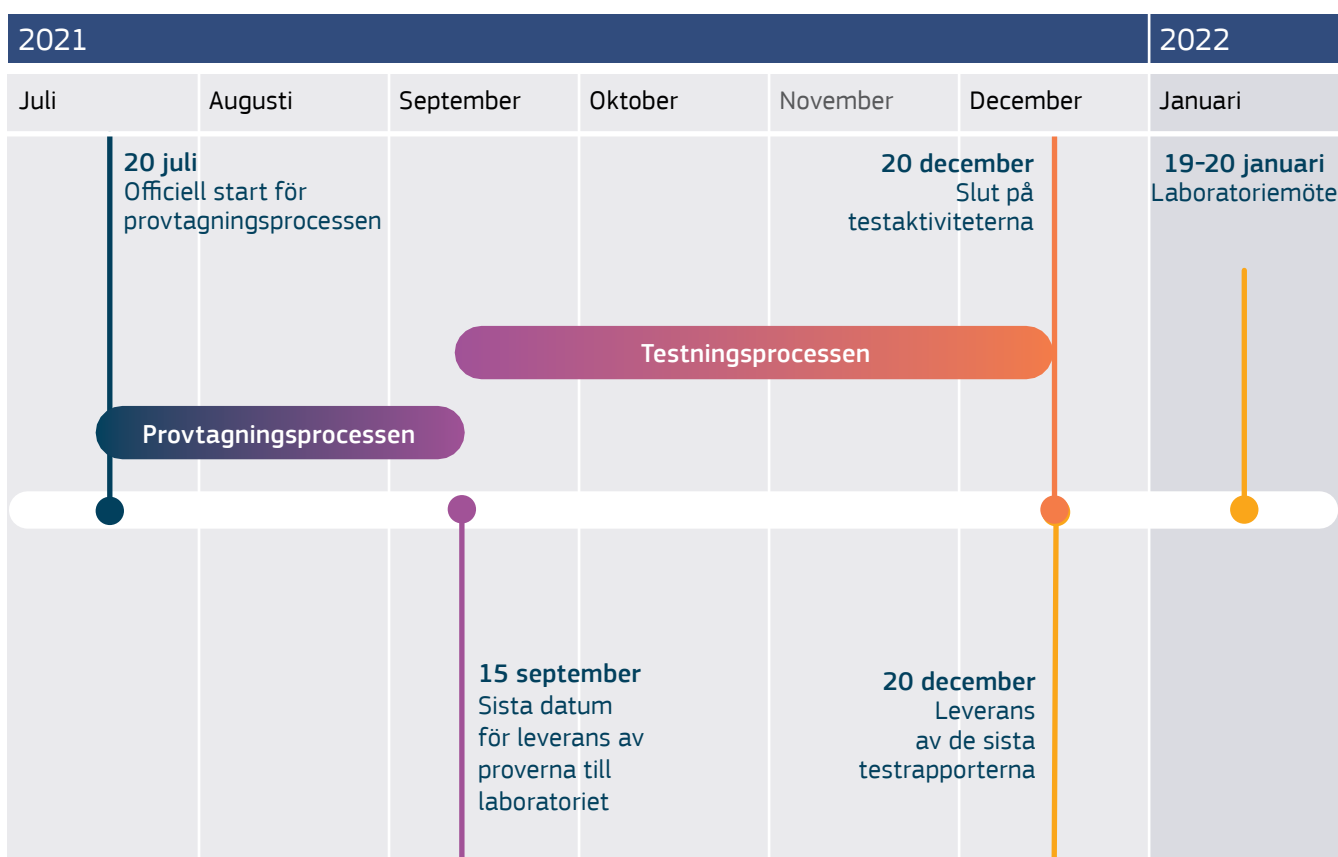 2021
2022
Juli
Augusti
September
Oktober
November
December
Januari
20 juli
Officiell start för
provtagningsprocessen
20 december
Slut på
testaktiviteterna
19-20 januari
Laboratoriemöte
Testningsprocessen
Provtagningsprocessen
15 september
Sista datum
för leverans av
proverna till
laboratoriet
20 december
Leverans
av de sista
testrapporterna